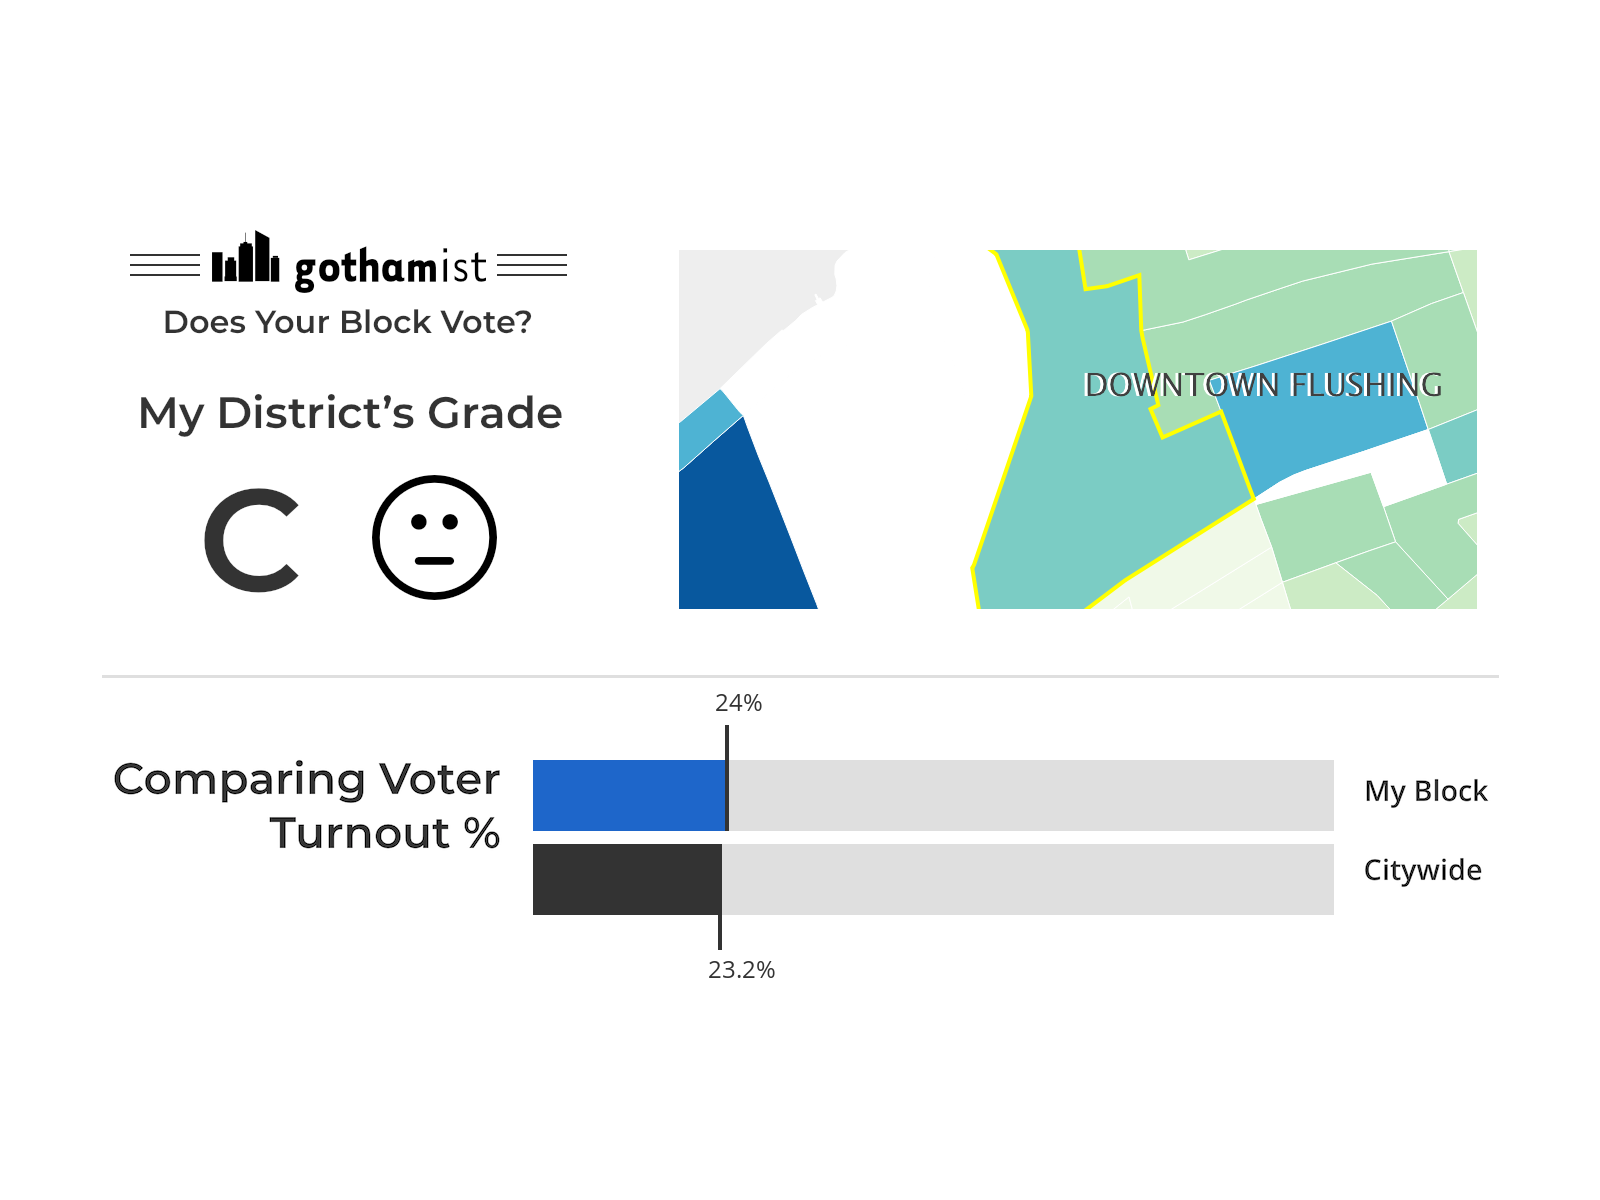 gothamist
Does Your Block Vote?
My District’s Grade
C
DOWNTOWN FLUSHING
24%
Comparing Voter
Turnout %
My Block
Citywide
23.2%